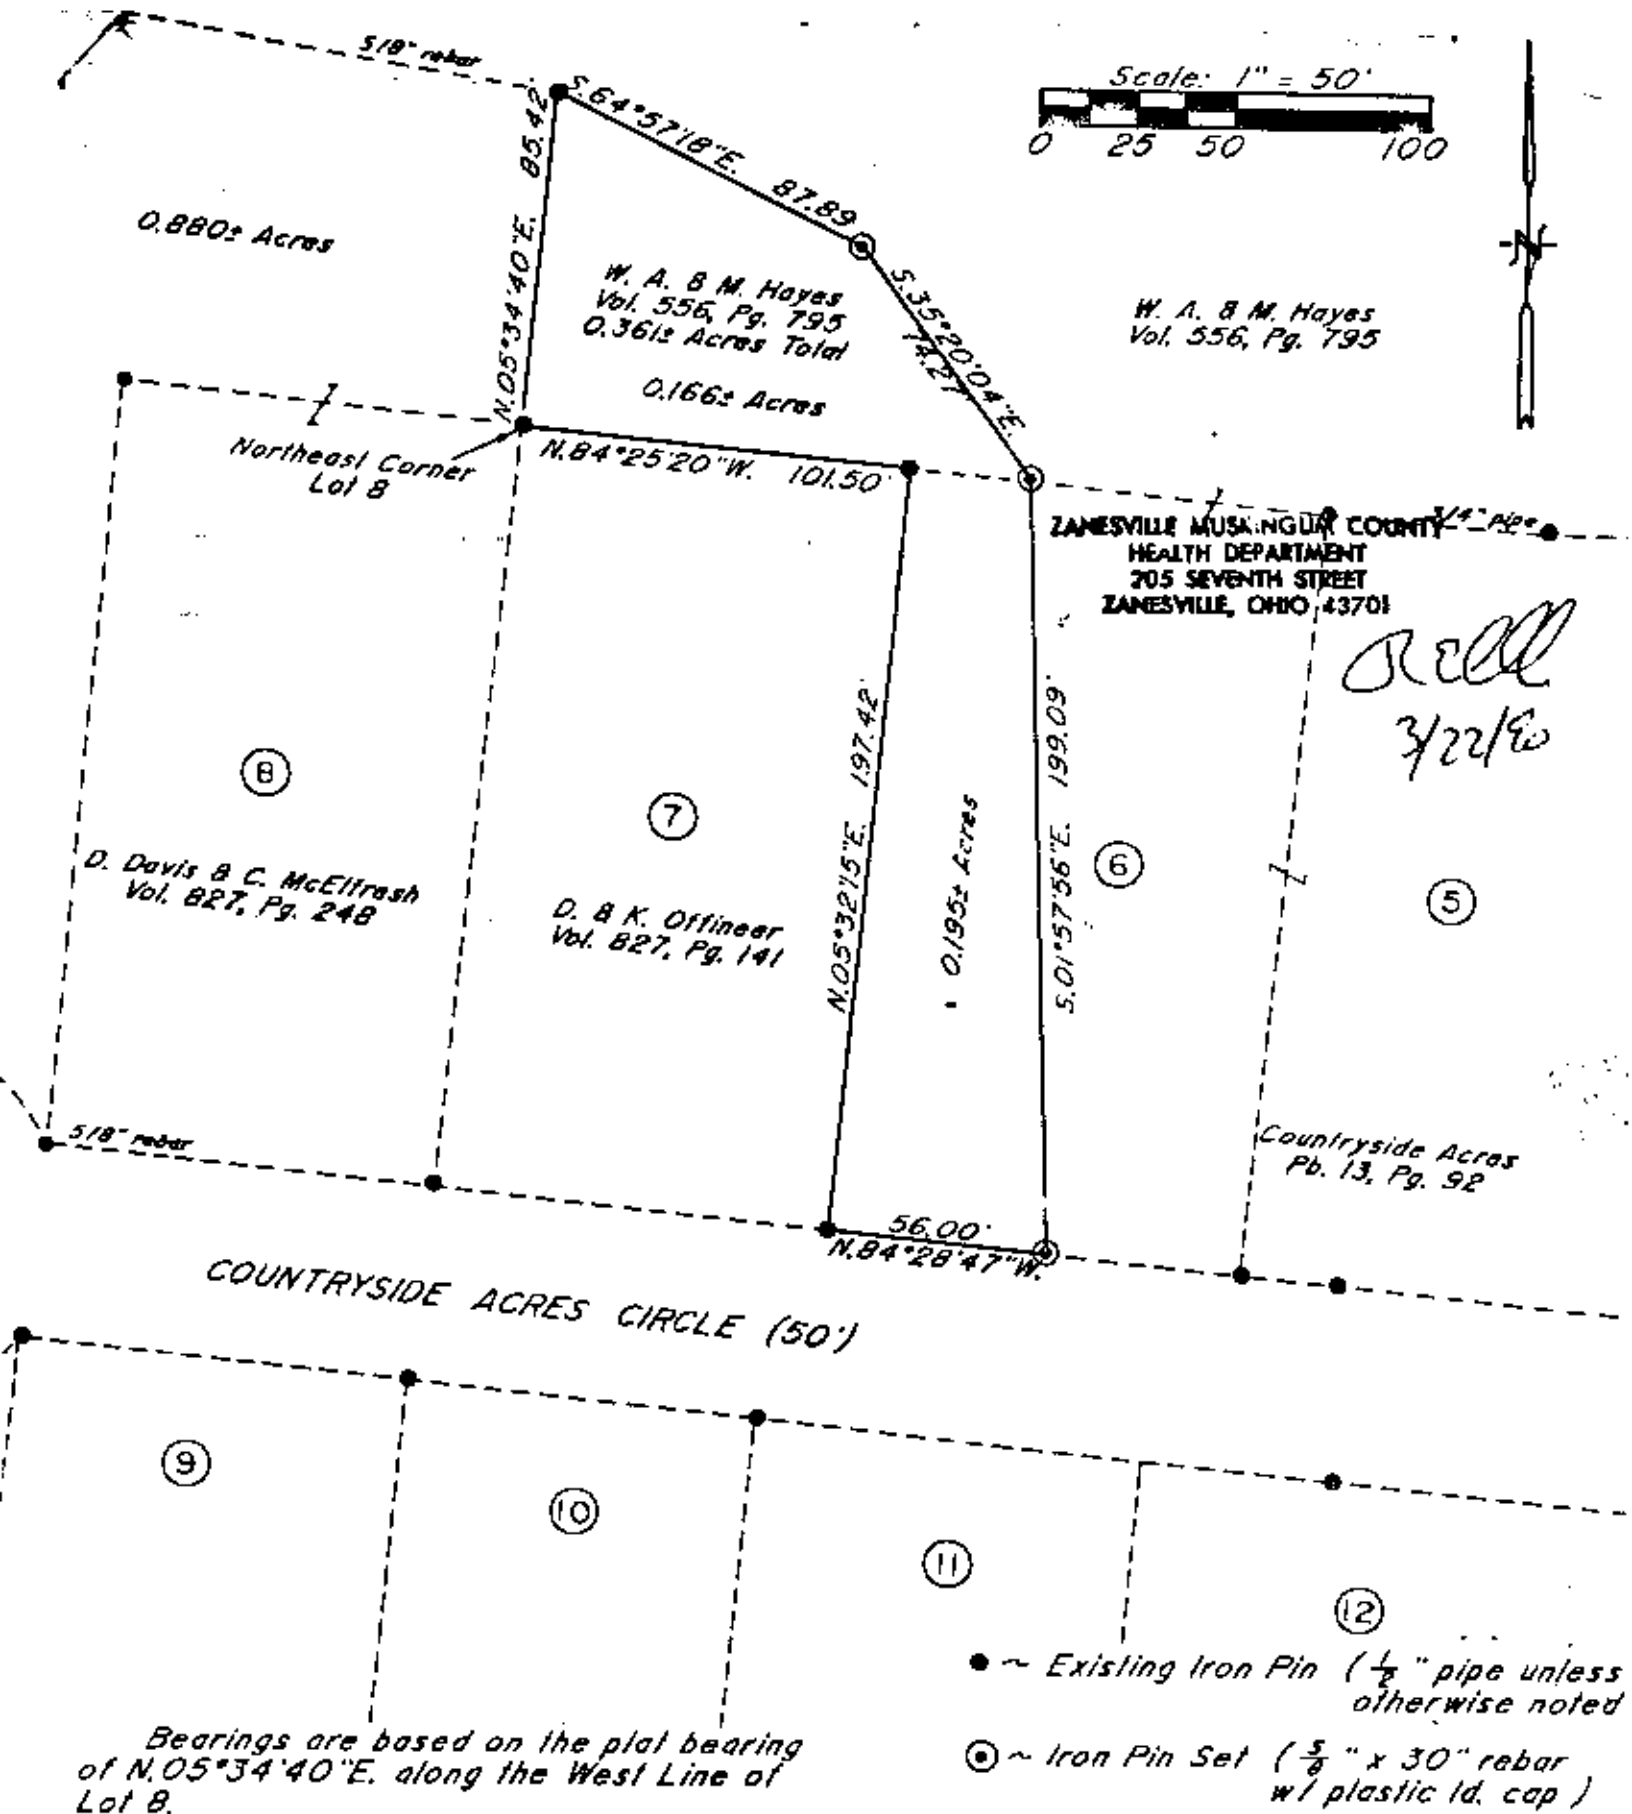 5/8" rebar
Scale: 1" = 50'
0 25 50 100
N
S.64°57'18"E. 87.89'
N.05°34'40"E. 85.42'
0.880± Acres
W. A. & M. Hayes
Vol. 556, Pg. 795
0.361± Acres Total
0.166± Acres
S.35°20'04"E.
74.27'
W. A. & M. Hayes
Vol. 556, Pg. 795
Northeast Corner
Lot 8
N.84°25'20"W. 101.50'
3/4" pipe
ZANESVILLE MUSKINGUM COUNTY
HEALTH DEPARTMENT
205 SEVENTH STREET
ZANESVILLE, OHIO 43701
3/22/90
8
7
6
5
D. Davis & C. McElfresh
Vol. 827, Pg. 248
D. & K. Offineer
Vol. 827, Pg. 141
N.05°32'15"E. 197.42'
0.195± Acres
S.01°57'56"E. 199.09'
Countryside Acres
Pb. 13, Pg. 92
5/8" rebar
56.00'
N.84°28'47"W.
COUNTRYSIDE ACRES CIRCLE (50')
9
10
11
12
~ Existing Iron Pin (1/2" pipe unless
otherwise noted
~ Iron Pin Set (5/8" x 30" rebar
w/ plastic Id. cap)
Bearings are based on the plat bearing
of N.05°34'40"E. along the West Line of
Lot 8.